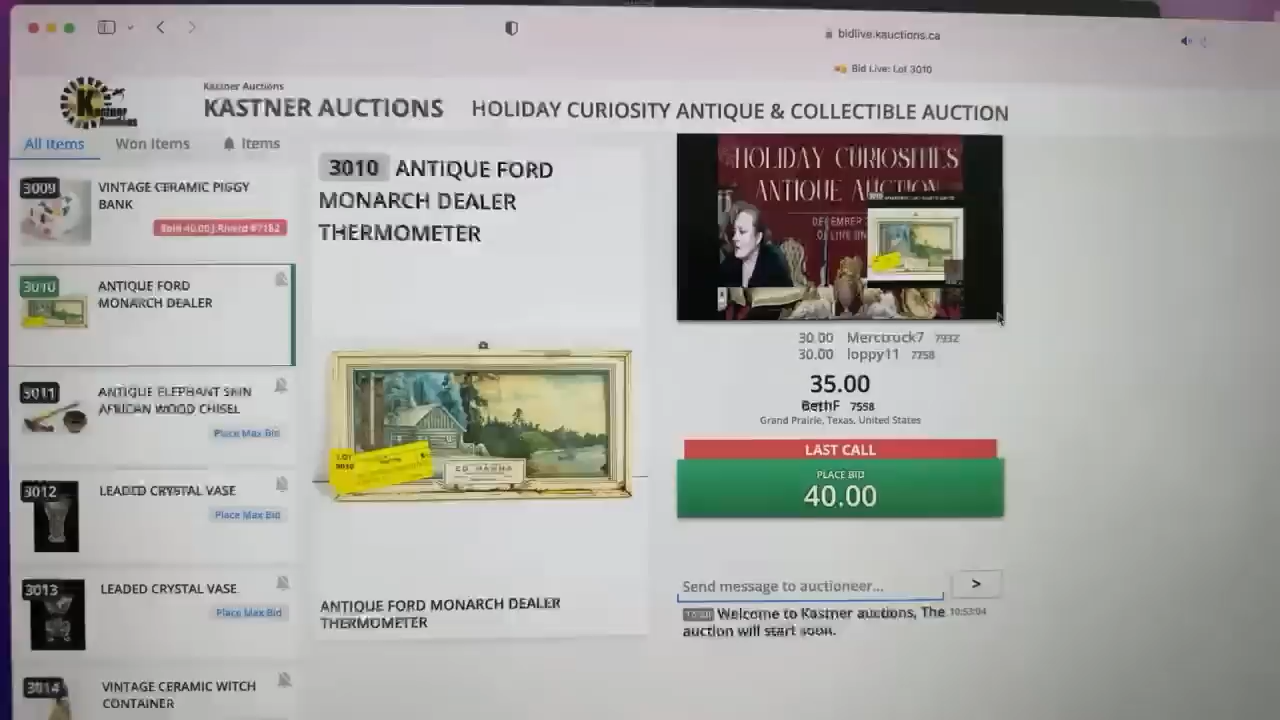 bidlive.kauctions.ca
Bid Live: Lot 3010
Kastner Auctions
KASTNER AUCTIONS
HOLIDAY CURIOSITY ANTIQUE & COLLECTIBLE AUCTION
All Items
Won Items
Items
3009
VINTAGE CERAMIC PIGGY
BANK
3010
ANTIQUE FORD
MONARCH DEALER
3011
ANTIQUE ELEPHANT SKIN
AFRICAN WOOD CHISEL
Place Max Bid
3012
LEADED CRYSTAL VASE
Place Max Bid
3013
LEADED CRYSTAL VASE
Place Max Bid
3014
VINTAGE CERAMIC WITCH
CONTAINER
3010 ANTIQUE FORD
MONARCH DEALER
THERMOMETER
LOT
3010
ED HANNA
ANTIQUE FORD MONARCH DEALER
THERMOMETER
HOLIDAY CURIOSITIES
ANTIQUE AUCTION
DECEMBER
30.00 Merctruck7 7932
30.00 loppy11 7758
35.00
BethF 7558
Grand Prairie, Texas, United States
LAST CALL
PLACE BID
40.00
Send message to auctioneer...
>
Welcome to Kastner auctions, The 10:53:04
auction will start soon.